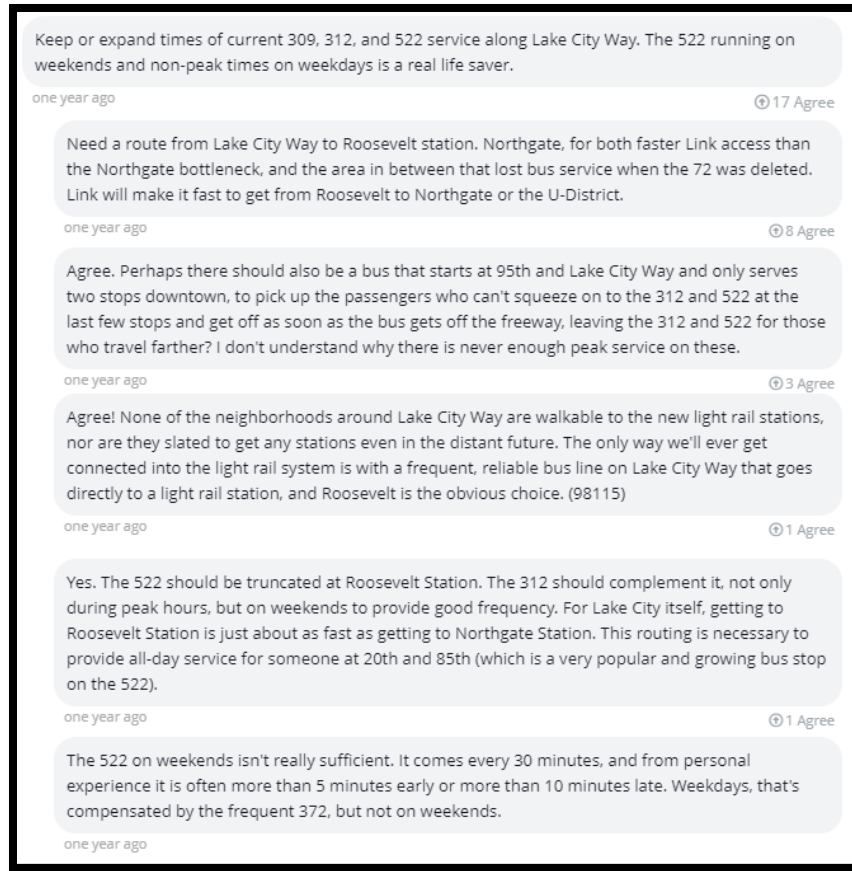 Keep or expand times of current 309, 312, and 522 service along Lake City Way. The 522 running on
weekends and non-peak times on weekdays is a real life saver.
one year ago
17 Agree
Need a route from Lake City Way to Roosevelt station. Northgate, for both faster Link access than
the Northgate bottleneck, and the area in between that lost bus service when the 72 was deleted.
Link will make it fast to get from Roosevelt to Northgate or the U-District.
one year ago
8 Agree
Agree. Perhaps there should also be a bus that starts at 95th and Lake City Way and only serves
two stops downtown, to pick up the passengers who can't squeeze on to the 312 and 522 at the
last few stops and get off as soon as the bus gets off the freeway, leaving the 312 and 522 for those
who travel farther? I don't understand why there is never enough peak service on these.
one year ago
3 Agree
Agree! None of the neighborhoods around Lake City Way are walkable to the new light rail stations,
nor are they slated to get any stations even in the distant future. The only way we'll ever get
connected into the light rail system is with a frequent, reliable bus line on Lake City Way that goes
directly to a light rail station, and Roosevelt is the obvious choice. (98115)
one year ago
1 Agree
Yes. The 522 should be truncated at Roosevelt Station. The 312 should complement it, not only
during peak hours, but on weekends to provide good frequency. For Lake City itself, getting to
Roosevelt Station is just about as fast as getting to Northgate Station. This routing is necessary to
provide all-day service for someone at 20th and 85th (which is a very popular and growing bus stop
on the 522).
one year ago
1 Agree
The 522 on weekends isn't really sufficient. It comes every 30 minutes, and from personal
experience it is often more than 5 minutes early or more than 10 minutes late. Weekdays, that's
compensated by the frequent 372, but not on weekends.
one year ago